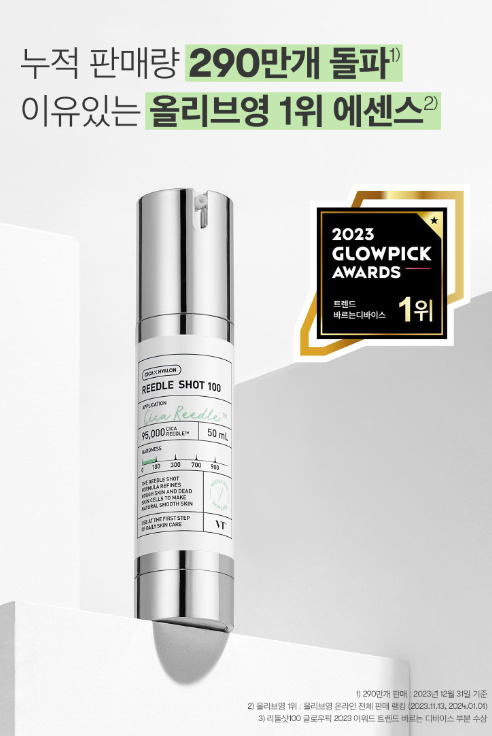 누적 판매량 290만개 돌파1)
이유있는 올리브영 1위 에센스2)
2023
GLOWPICK
AWARDS
트렌드
바르는디바이스 1위
CICA X HYALON
REEDLE SHOT 100
APPLICATION
Cica Reedle
95,000 CICA REEDLE™ 50 mL
HARDNESS
0 100 300 700 900
THE REEDLE SHOT
FORMULA REFINES
ROUGH SKIN AND DEAD
SKIN CELLS TO MAKE
NATURAL SMOOTH SKIN
USE AT THE FIRST STEP
OF DAILY SKIN CARE
VT
1) 290만개 판매 : 2023년 12월 31일 기준
2) 올리브영 1위 : 올리브영 온라인 전체 판매 랭킹 (2023.11.13, 2024.01.01)
3) 리들샷100 글로우픽 2023 어워드 트렌드 바르는 디바이스 부분 수상